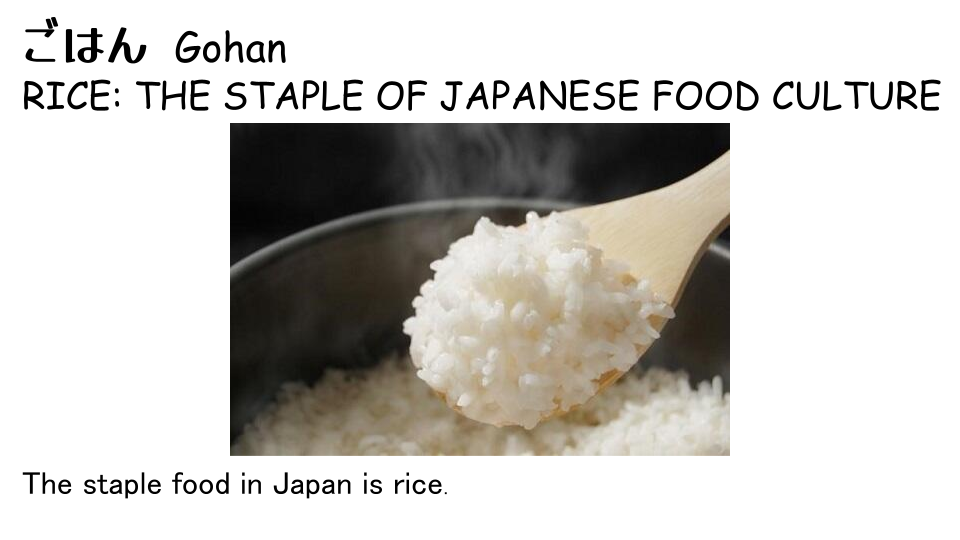 ごはん Gohan
RICE: THE STAPLE OF JAPANESE FOOD CULTURE
The staple food in Japan is rice.